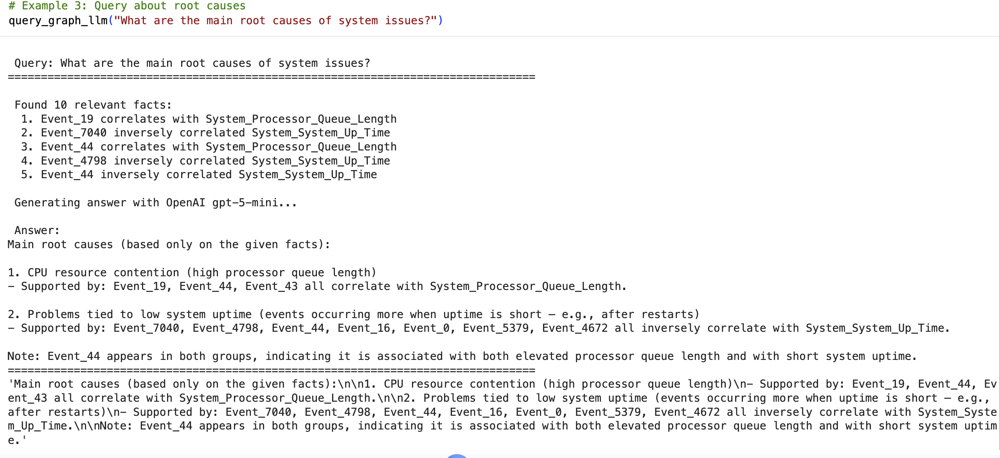 # Example 3: Query about root causes
query_graph_llm("What are the main root causes of system issues?")
Query: What are the main root causes of system issues?
================================================================================
Found 10 relevant facts:
1. Event_19 correlates with System_Processor_Queue_Length
2. Event_7040 inversely correlated System_System_Up_Time
3. Event_44 correlates with System_Processor_Queue_Length
4. Event_4798 inversely correlated System_System_Up_Time
5. Event_44 inversely correlated System_System_Up_Time
Generating answer with OpenAI gpt-5-mini...
Answer:
Main root causes (based only on the given facts):
1. CPU resource contention (high processor queue length)
- Supported by: Event_19, Event_44, Event_43 all correlate with System_Processor_Queue_Length.
2. Problems tied to low system uptime (events occurring more when uptime is short — e.g., after restarts)
- Supported by: Event_7040, Event_4798, Event_44, Event_16, Event_0, Event_5379, Event_4672 all inversely correlate with System_System_Up_Time.
Note: Event_44 appears in both groups, indicating it is associated with both elevated processor queue length and with short system uptime.
================================================================================
'Main root causes (based only on the given facts):\n\n1. CPU resource contention (high processor queue length)\n- Supported by: Event_19, Event_44, Ev
ent_43 all correlate with System_Processor_Queue_Length.\n\n2. Problems tied to low system uptime (events occurring more when uptime is short — e.g.,
after restarts)\n- Supported by: Event_7040, Event_4798, Event_44, Event_16, Event_0, Event_5379, Event_4672 all inversely correlate with System_Syste
m_Up_Time.\n\nNote: Event_44 appears in both groups, indicating it is associated with both elevated processor queue length and with short system uptim
e.'